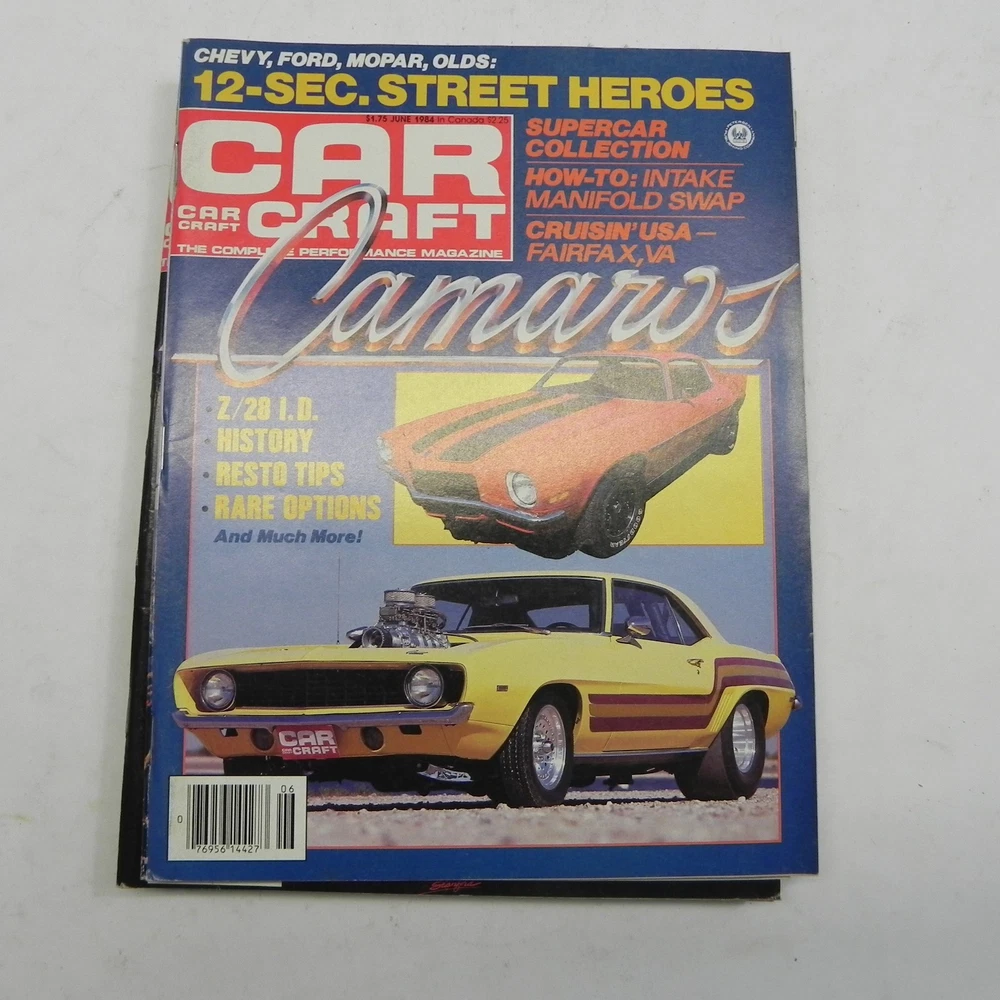 CHEVY, FORD, MOPAR, OLDS:
12-SEC. STREET HEROES
$1.75 JUNE 1984 In Canada $2.25
CAR
CAR
CRAFT
CRAFT
THE COMPLETE PERFORMANCE MAGAZINE
SUPERCAR
COLLECTION
HOW-TO: INTAKE
MANIFOLD SWAP
CRUISIN' USA—
FAIRFAX, VA
Camaros
• Z/28 I.D.
• HISTORY
• RESTO TIPS
• RARE OPTIONS
And Much More!
CAR
CRAFT
06
0
76956 14427